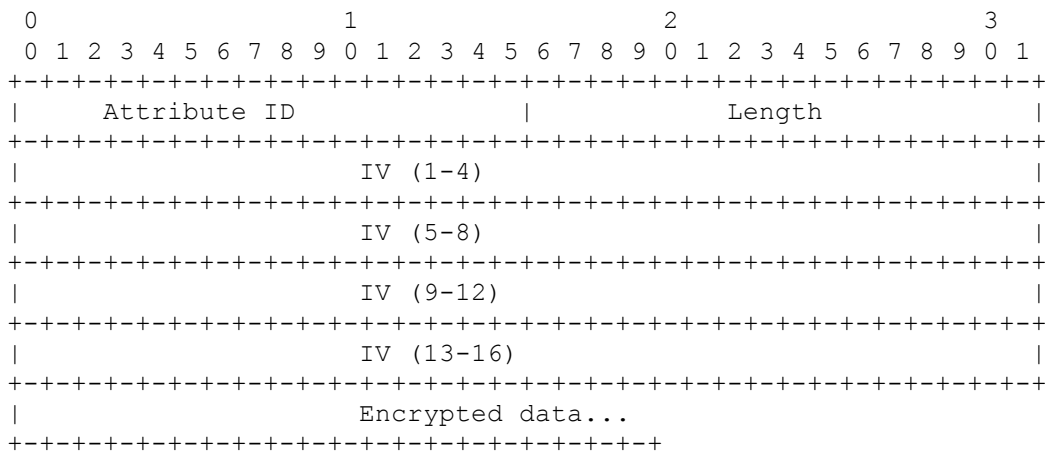 0                   1                   2                   3
 0 1 2 3 4 5 6 7 8 9 0 1 2 3 4 5 6 7 8 9 0 1 2 3 4 5 6 7 8 9 0 1
+-+-+-+-+-+-+-+-+-+-+-+-+-+-+-+-+-+-+-+-+-+-+-+-+-+-+-+-+-+-+-+-+
|     Attribute ID              |            Length             |
+-+-+-+-+-+-+-+-+-+-+-+-+-+-+-+-+-+-+-+-+-+-+-+-+-+-+-+-+-+-+-+-+
|                     IV (1-4)                                  |
+-+-+-+-+-+-+-+-+-+-+-+-+-+-+-+-+-+-+-+-+-+-+-+-+-+-+-+-+-+-+-+-+
|                     IV (5-8)                                  |
+-+-+-+-+-+-+-+-+-+-+-+-+-+-+-+-+-+-+-+-+-+-+-+-+-+-+-+-+-+-+-+-+
|                     IV (9-12)                                 |
+-+-+-+-+-+-+-+-+-+-+-+-+-+-+-+-+-+-+-+-+-+-+-+-+-+-+-+-+-+-+-+-+
|                     IV (13-16)                                |
+-+-+-+-+-+-+-+-+-+-+-+-+-+-+-+-+-+-+-+-+-+-+-+-+-+-+-+-+-+-+-+-+
|                     Encrypted data...
+-+-+-+-+-+-+-+-+-+-+-+-+-+-+-+-+-+-+-+-+